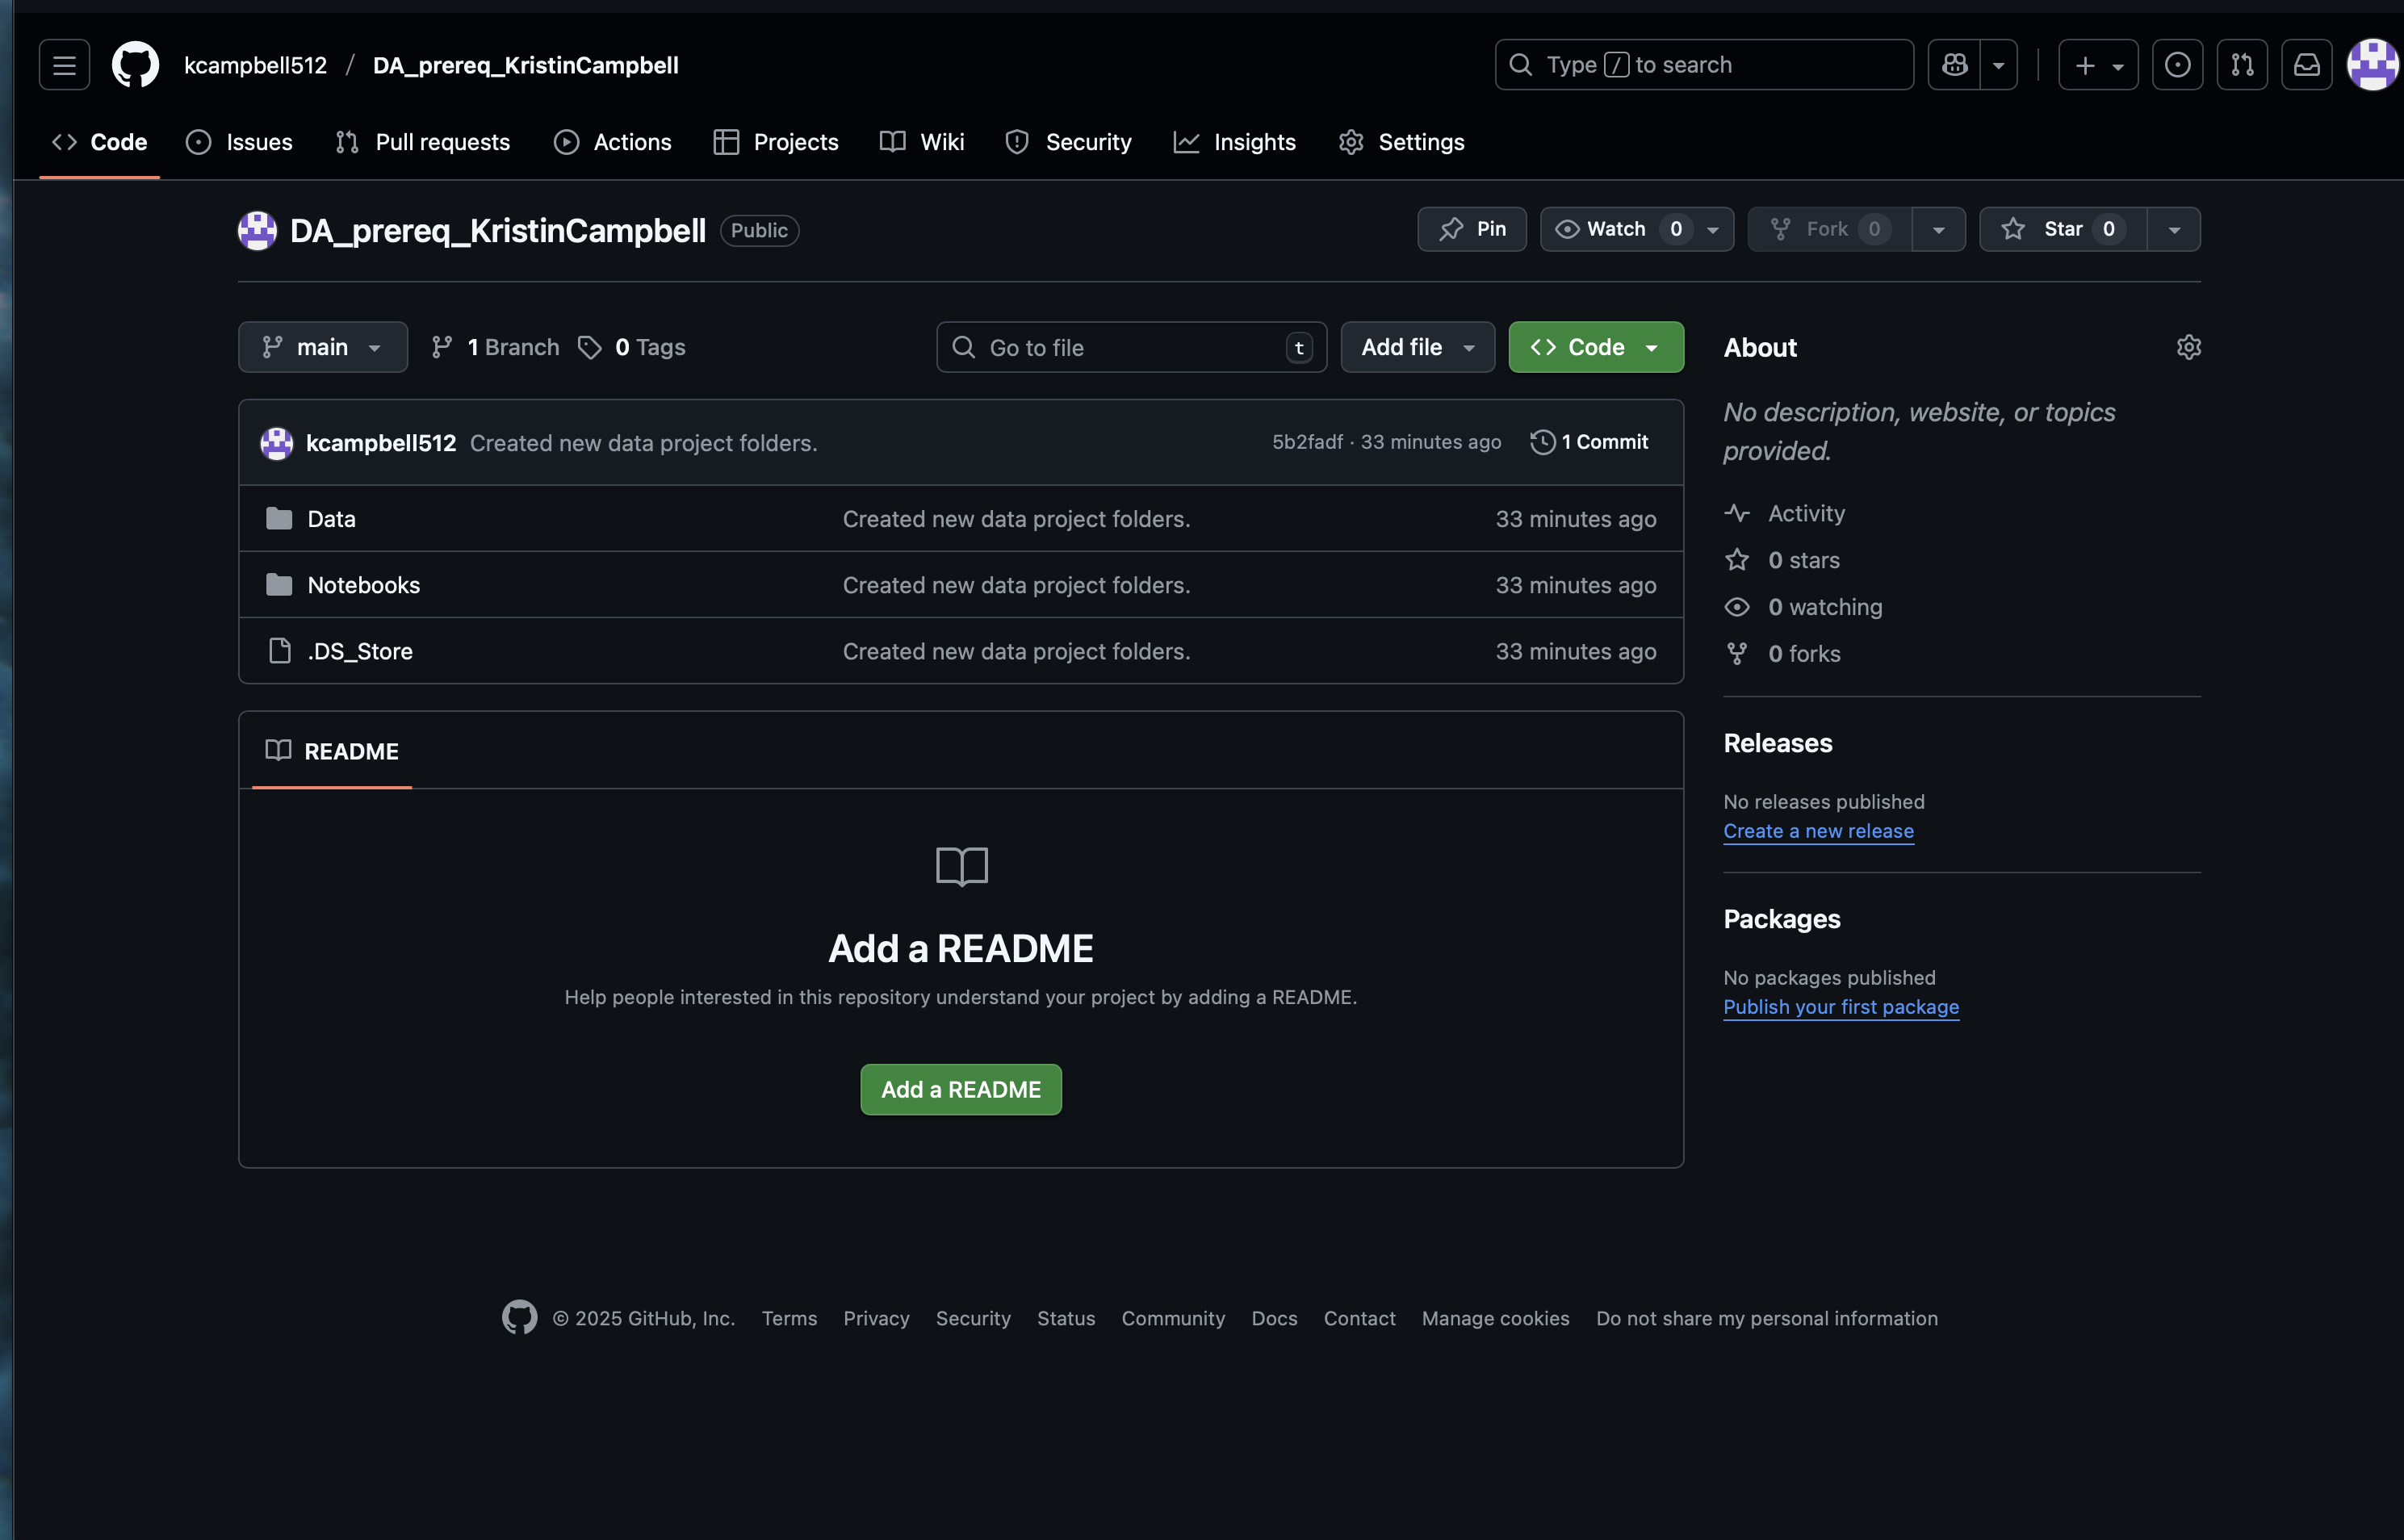 kcampbell512 / DA_prereq_KristinCampbell
Type / to search
Code Issues Pull requests Actions Projects Wiki Security Insights Settings
DA_prereq_KristinCampbell Public
Pin Watch 0 Fork 0 Star 0
main 1 Branch 0 Tags
Go to file t Add file Code
kcampbell512 Created new data project folders. 5b2fadf · 33 minutes ago 1 Commit
Data Created new data project folders. 33 minutes ago
Notebooks Created new data project folders. 33 minutes ago
.DS_Store Created new data project folders. 33 minutes ago
README
Add a README
Help people interested in this repository understand your project by adding a README.
Add a README
About
No description, website, or topics
provided.
Activity
0 stars
0 watching
0 forks
Releases
No releases published
Create a new release
Packages
No packages published
Publish your first package
© 2025 GitHub, Inc. Terms Privacy Security Status Community Docs Contact Manage cookies Do not share my personal information